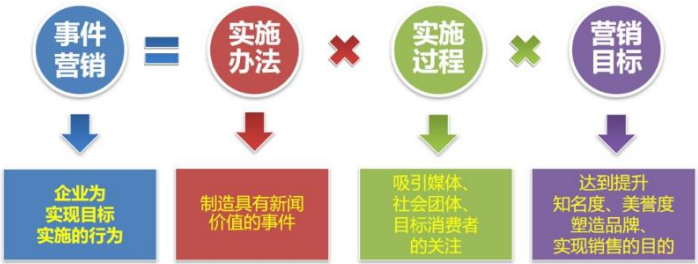 事件
营销
=
实施
办法
×
实施
过程
×
营销
目标
企业为
实现目标
实施的行为
制造具有新闻
价值的事件
吸引媒体、
社会团体、
目标消费者
的关注
达到提升
知名度、美誉度
塑造品牌、
实现销售的目的